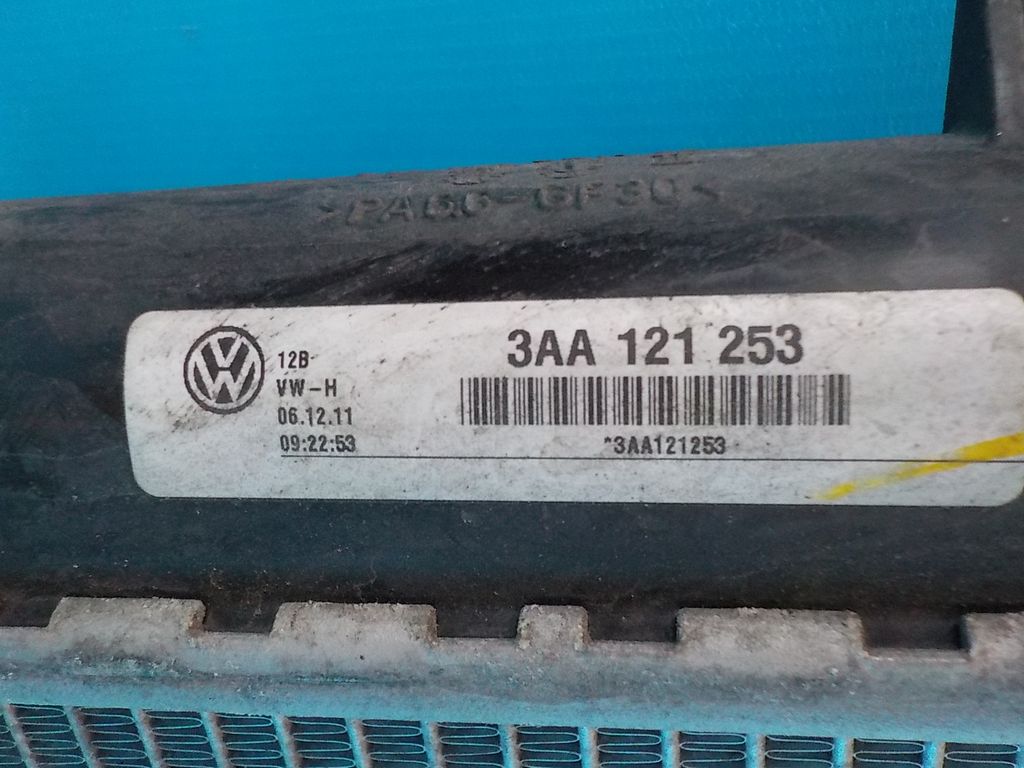 >PA66-GF30<
3AA 121 253
12B
VW-H
06.12.11
09:22:53
*3AA121253